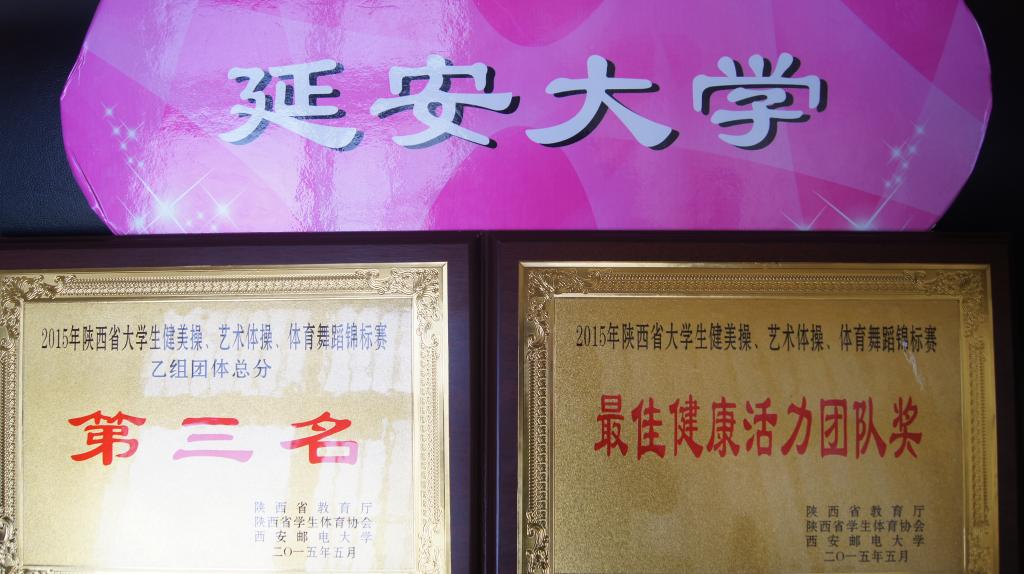 延安大学
2015年陕西省大学生健美操、艺术体操、体育舞蹈锦标赛
乙组团体总分
第三名
陕西省教育厅
陕西省学生体育协会
西安邮电大学
二〇一五年五月
2015年陕西省大学生健美操、艺术体操、体育舞蹈锦标赛
最佳健康活力团队奖
陕西省教育厅
陕西省学生体育协会
西安邮电大学
二〇一五年五月